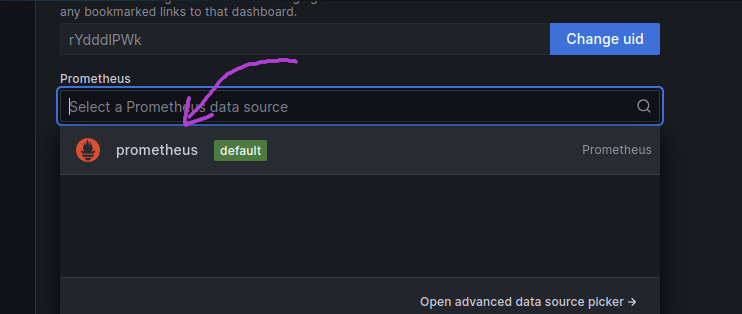 any bookmarked links to that dashboard.
rYdddlPWk
Change uid
Prometheus
Select a Prometheus data source
prometheus default Prometheus
Open advanced data source picker →